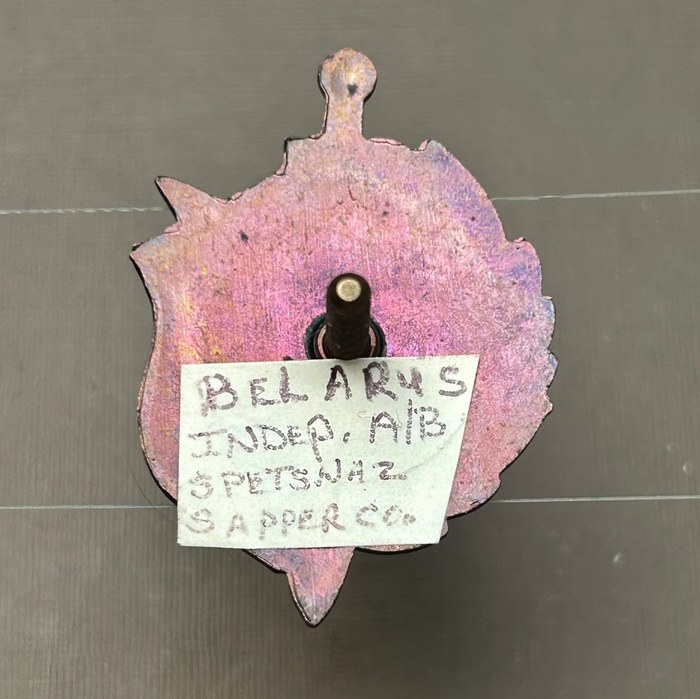 BELARUS
INDEP. A/B
SPETSNAZ
SAPPER CO.